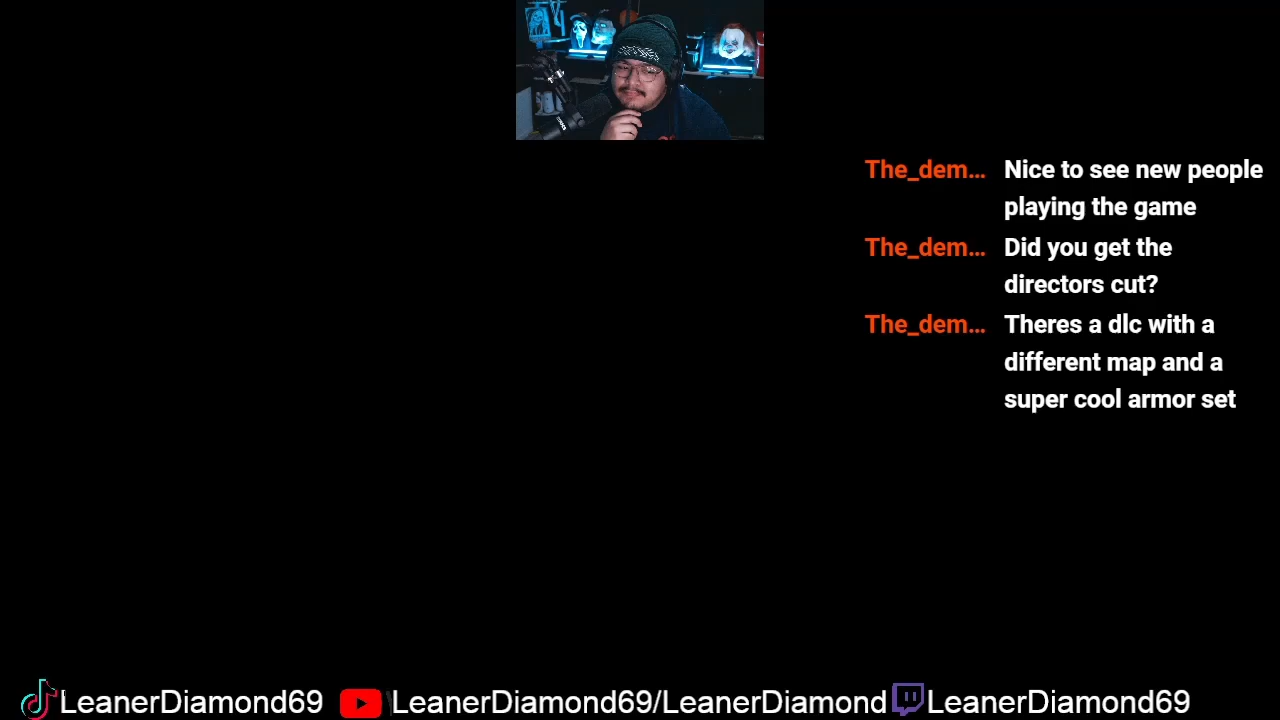 The_dem... Nice to see new people
playing the game
The_dem... Did you get the
directors cut?
The_dem... Theres a dlc with a
different map and a
super cool armor set
LeanerDiamond69 LeanerDiamond69/LeanerDiamond LeanerDiamond69